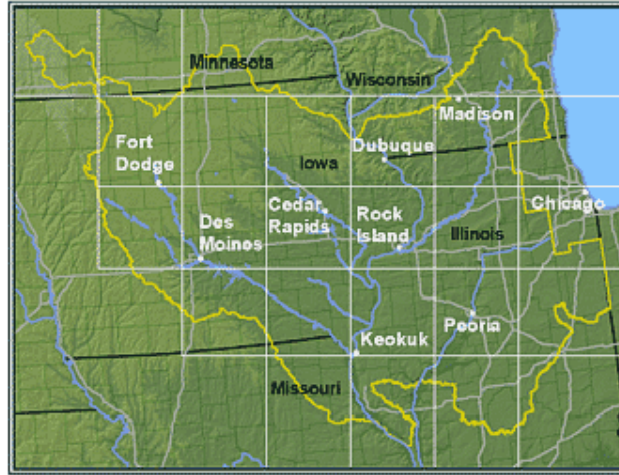 Minnesota
Wisconsin
Madison
Fort
Dodge
Dubuque
Iowa
Chicago
Cedar
Rapids
Rock
Island
Des
Moines
Illinois
Peoria
Keokuk
Missouri